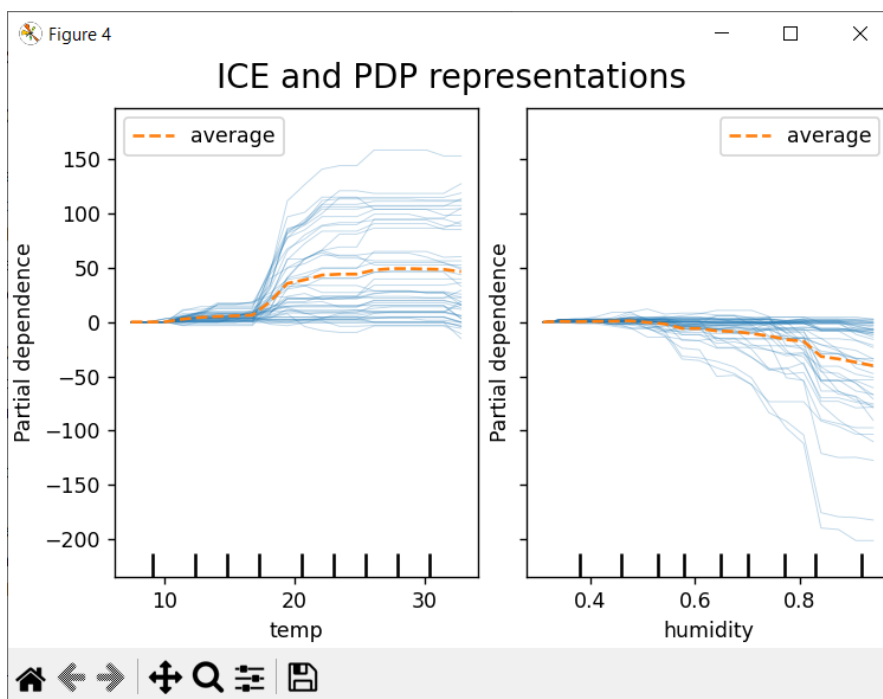 Figure 4
ICE and PDP representations
average
average
150
100
50
0
−50
−100
−150
−200
Partial dependence
Partial dependence
10
20
30
temp
0.4
0.6
0.8
humidity